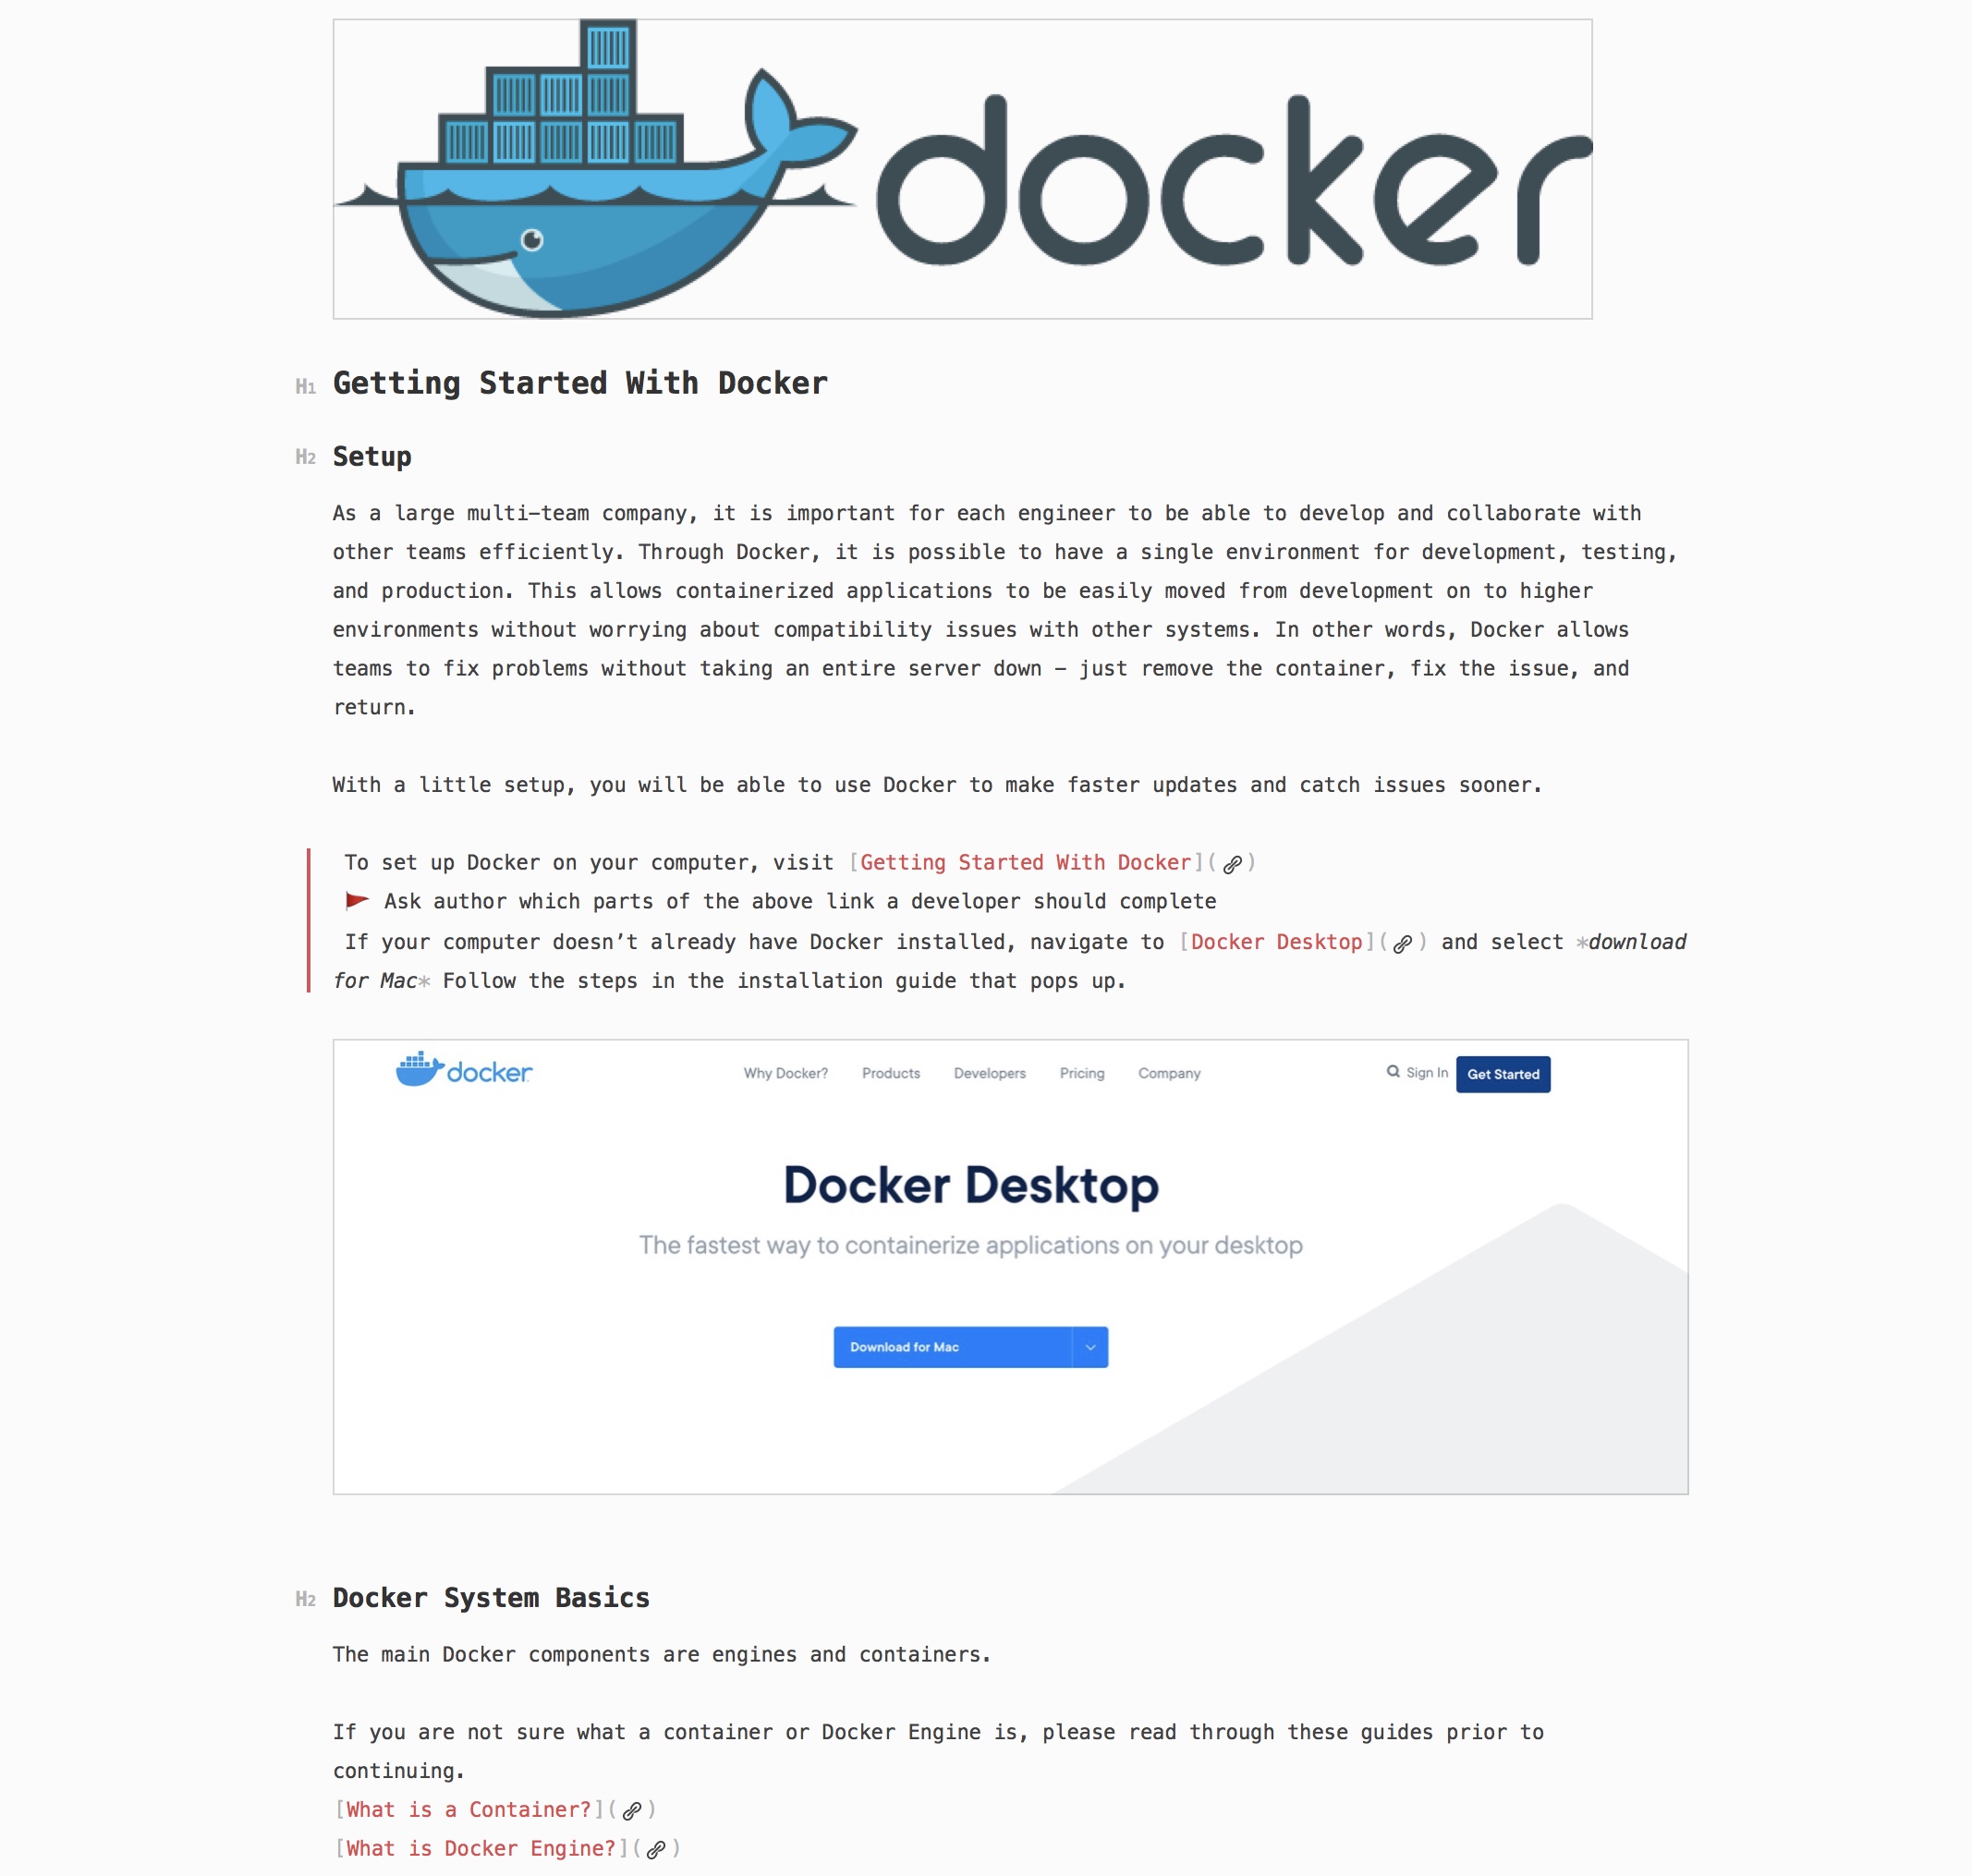 docker
H1 Getting Started With Docker
H2 Setup
As a large multi-team company, it is important for each engineer to be able to develop and collaborate with
other teams efficiently. Through Docker, it is possible to have a single environment for development, testing,
and production. This allows containerized applications to be easily moved from development on to higher
environments without worrying about compatibility issues with other systems. In other words, Docker allows
teams to fix problems without taking an entire server down – just remove the container, fix the issue, and
return.
With a little setup, you will be able to use Docker to make faster updates and catch issues sooner.
To set up Docker on your computer, visit [Getting Started With Docker]()
Ask author which parts of the above link a developer should complete
If your computer doesn’t already have Docker installed, navigate to [Docker Desktop]() and select *download
for Mac* Follow the steps in the installation guide that pops up.
docker
Why Docker? Products Developers Pricing Company Sign In Get Started
Docker Desktop
The fastest way to containerize applications on your desktop
Download for Mac
H2 Docker System Basics
The main Docker components are engines and containers.
If you are not sure what a container or Docker Engine is, please read through these guides prior to
continuing.
[What is a Container?]()
[What is Docker Engine?]()